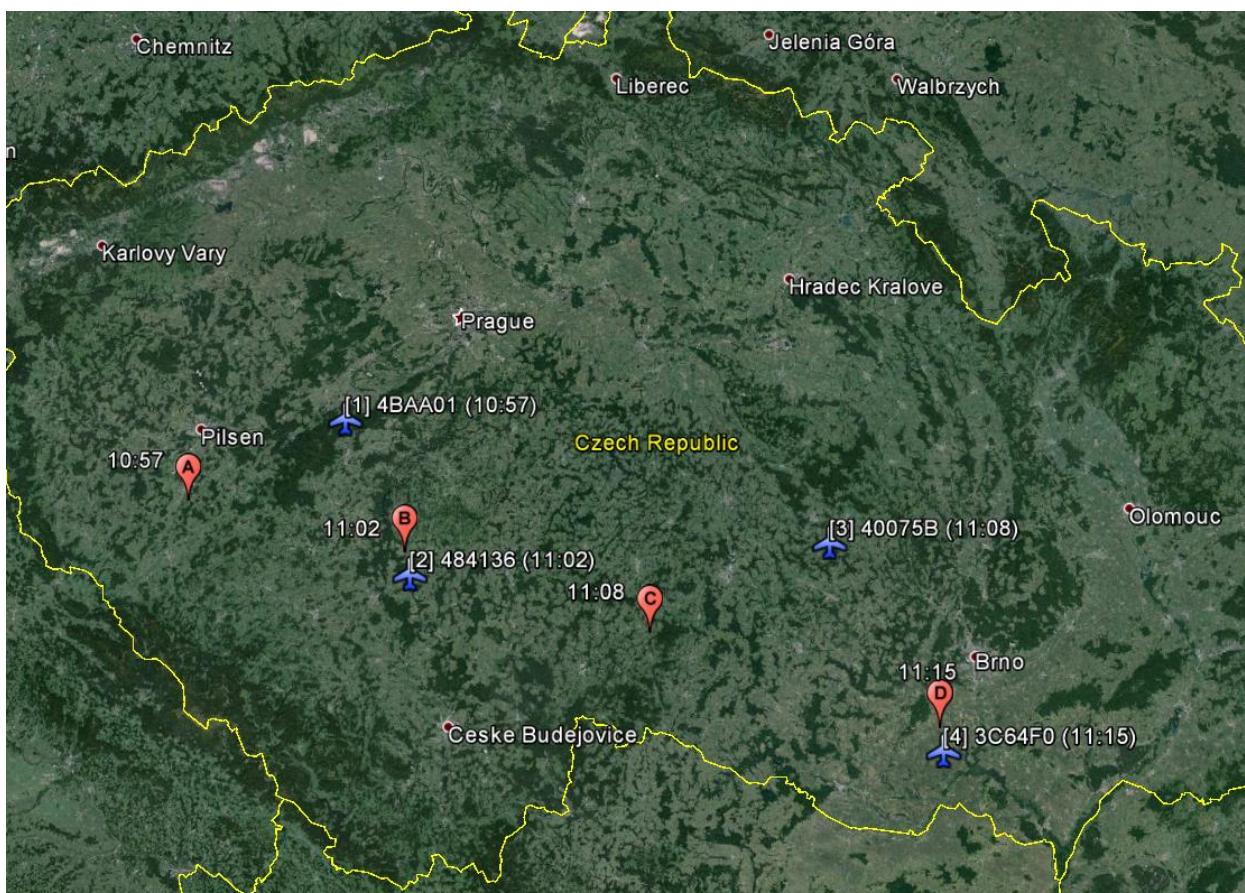 Chemnitz
Jelenia Góra
Liberec
Walbrzych
n
Karlovy Vary
Hradec Kralove
Prague
[1] 4BAA01 (10:57)
Pilsen
Czech Republic
10:57
A
Olomouc
B
11:02
[3] 40075B (11:08)
[2] 484136 (11:02)
11:08
C
Brno
11:15
D
Ceske Budejovice
[4] 3C64F0 (11:15)